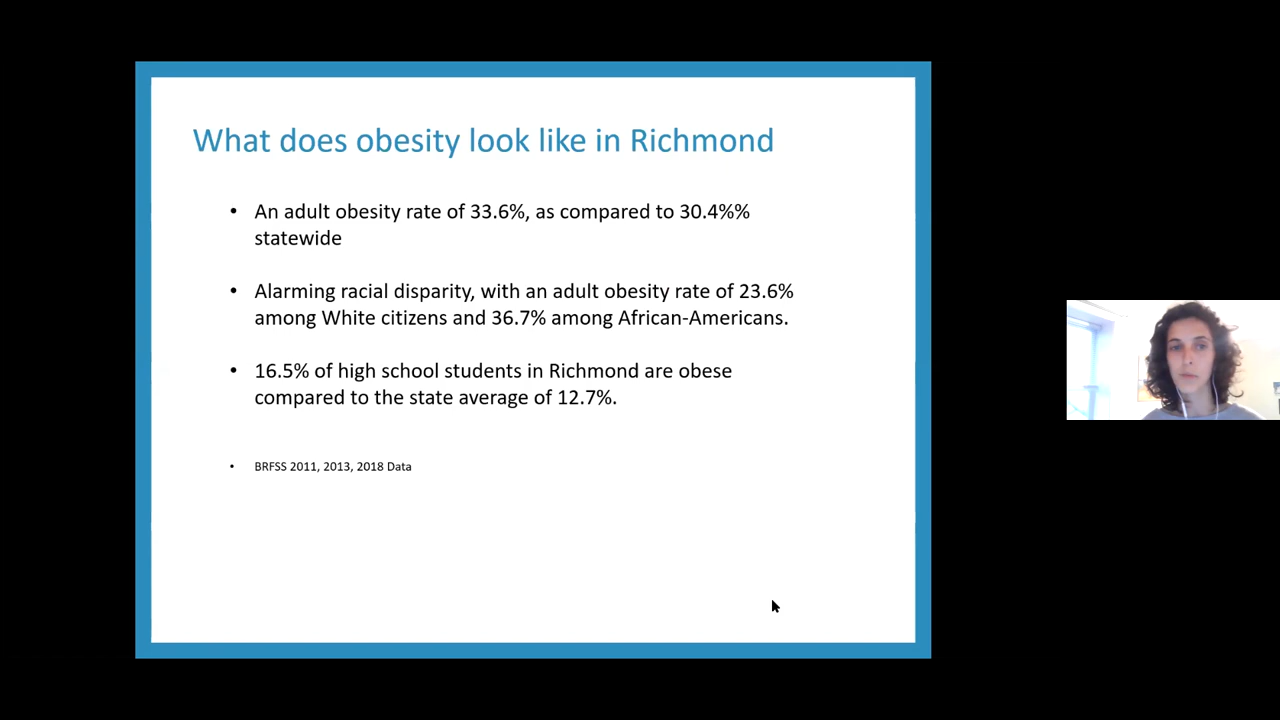 What does obesity look like in Richmond
• An adult obesity rate of 33.6%, as compared to 30.4%%
statewide
• Alarming racial disparity, with an adult obesity rate of 23.6%
among White citizens and 36.7% among African-Americans.
• 16.5% of high school students in Richmond are obese
compared to the state average of 12.7%.
• BRFSS 2011, 2013, 2018 Data